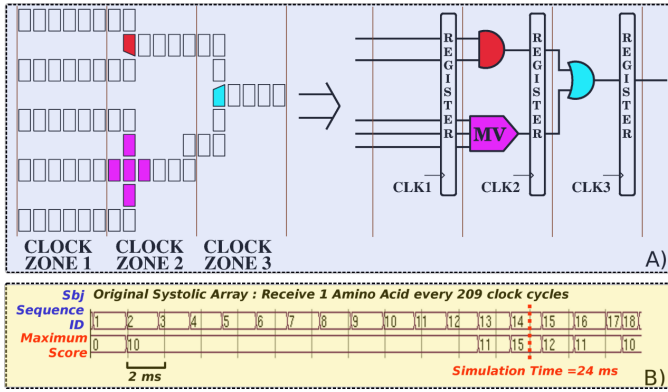 REGISTER
REGISTER
REGISTER
MV
CLK1
CLK2
CLK3
CLOCK ZONE 1
CLOCK ZONE 2
CLOCK ZONE 3
A)
Sbj Sequence ID
Original Systolic Array : Receive 1 Amino Acid every 209 clock cycles
1 2 3 4 5 6 7 8 9 10 11 12 13 14 15 16 17 18
Maximum Score
0 10 11 15 12 11 10
2 ms
Simulation Time =24 ms
B)